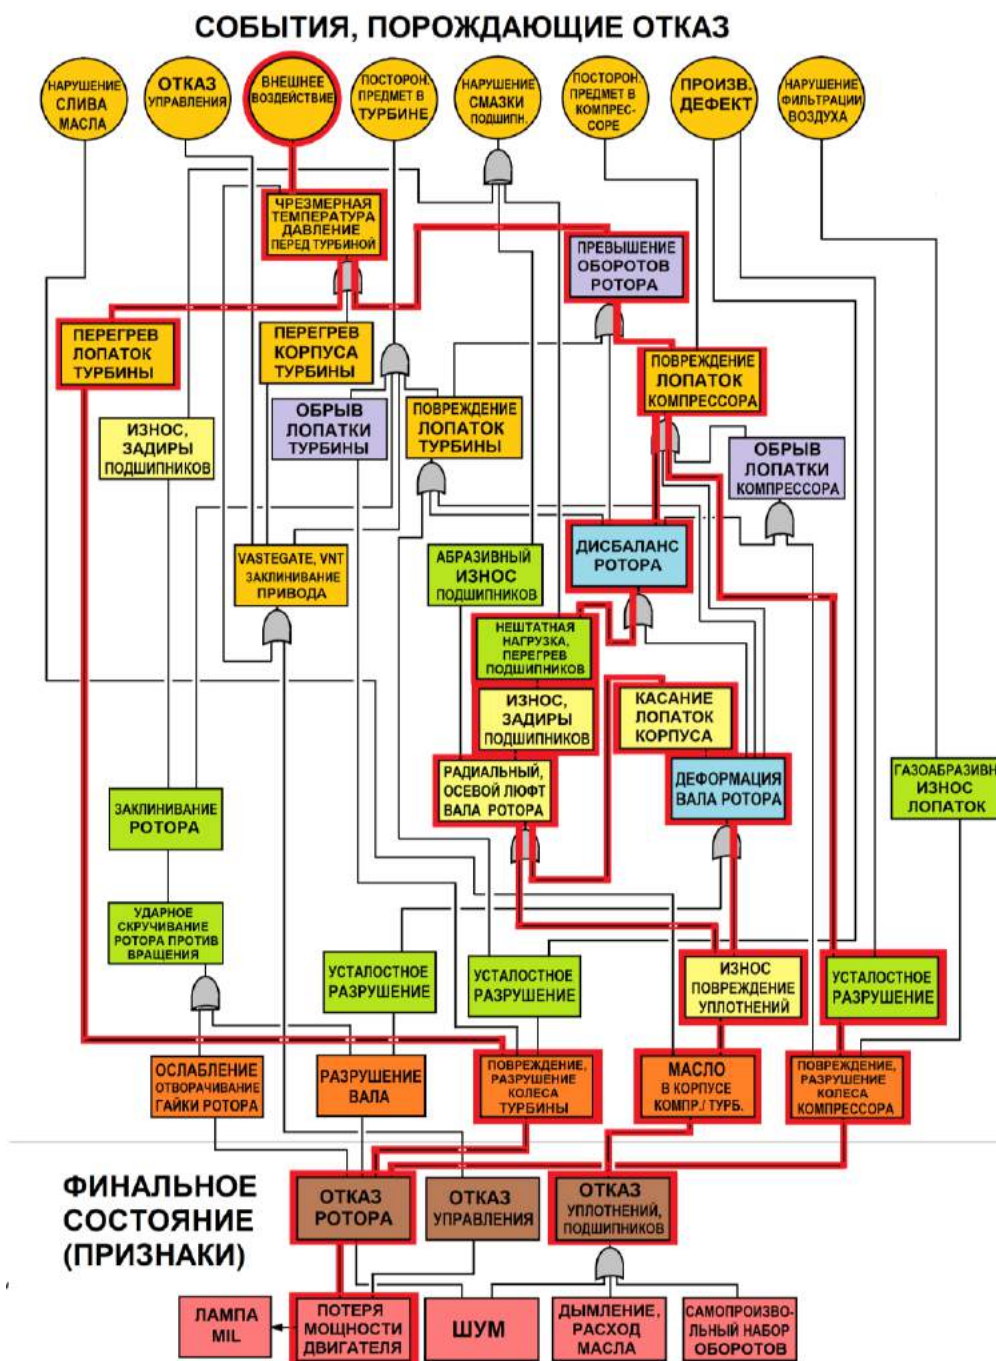 СОБЫТИЯ, ПОРОЖДАЮЩИЕ ОТКАЗ
НАРУШЕНИЕ
СЛИВА
МАСЛА
ОТКАЗ
УПРАВЛЕНИЯ
ВНЕШНЕЕ
ВОЗДЕЙСТВИЕ
ПОСТОРОН.
ПРЕДМЕТ В
ТУРБИНЕ
НАРУШЕНИЕ
СМАЗКИ
ПОДШИПН.
ПОСТОРОН.
ПРЕДМЕТ В
КОМПРЕС-
СОРЕ
ПРОИЗВ.
ДЕФЕКТ
НАРУШЕНИЕ
ФИЛЬТРАЦИИ
ВОЗДУХА
ЧРЕЗМЕРНАЯ
ТЕМПЕРАТУРА
ДАВЛЕНИЕ
ПЕРЕД ТУРБИНОЙ
ПРЕВЫШЕНИЕ
ОБОРОТОВ
РОТОРА
ПЕРЕГРЕВ
ЛОПАТОК
ТУРБИНЫ
ПЕРЕГРЕВ
КОРПУСА
ТУРБИНЫ
ПОВРЕЖДЕНИЕ
ЛОПАТОК
КОМПРЕССОРА
ИЗНОС,
ЗАДИРЫ
ПОДШИПНИКОВ
ОБРЫВ
ЛОПАТКИ
ТУРБИНЫ
ПОВРЕЖДЕНИЕ
ЛОПАТОК
ТУРБИНЫ
ОБРЫВ
ЛОПАТКИ
КОМПРЕССОРА
VASTEGATE, VNT
ЗАКЛИНИВАНИЕ
ПРИВОДА
АБРАЗИВНЫЙ
ИЗНОС
ПОДШИПНИКОВ
ДИСБАЛАНС
РОТОРА
НЕШТАТНАЯ
НАГРУЗКА,
ПЕРЕГРЕВ
ПОДШИПНИКОВ
ИЗНОС,
ЗАДИРЫ
ПОДШИПНИКОВ
КАСАНИЕ
ЛОПАТОК
КОРПУСА
РАДИАЛЬНЫЙ,
ОСЕВОЙ ЛЮФТ
ВАЛА РОТОРА
ДЕФОРМАЦИЯ
ВАЛА РОТОРА
ГАЗОАБРАЗИВН
ИЗНОС
ЛОПАТОК
ЗАКЛИНИВАНИЕ
РОТОРА
УДАРНОЕ
СКРУЧИВАНИЕ
РОТОРА ПРОТИВ
ВРАЩЕНИЯ
УСТАЛОСТНОЕ
РАЗРУШЕНИЕ
УСТАЛОСТНОЕ
РАЗРУШЕНИЕ
ИЗНОС
ПОВРЕЖДЕНИЕ
УПЛОТНЕНИЙ
УСТАЛОСТНОЕ
РАЗРУШЕНИЕ
ОСЛАБЛЕНИЕ
ОТВОРАЧИВАНИЕ
ГАЙКИ РОТОРА
РАЗРУШЕНИЕ
ВАЛА
ПОВРЕЖДЕНИЕ,
РАЗРУШЕНИЕ
КОЛЕСА
ТУРБИНЫ
МАСЛО
В КОРПУСЕ
КОМПР./ ТУРБ.
ПОВРЕЖДЕНИЕ,
РАЗРУШЕНИЕ
КОЛЕСА
КОМПРЕССОРА
ФИНАЛЬНОЕ
СОСТОЯНИЕ
(ПРИЗНАКИ)
ОТКАЗ
РОТОРА
ОТКАЗ
УПРАВЛЕНИЯ
ОТКАЗ
УПЛОТНЕНИЙ,
ПОДШИПНИКОВ
ЛАМПА
MIL
ПОТЕРЯ
МОЩНОСТИ
ДВИГАТЕЛЯ
ШУМ
ДЫМЛЕНИЕ,
РАСХОД
МАСЛА
САМОПРОИЗВО-
ЛЬНЫЙ НАБОР
ОБОРОТОВ